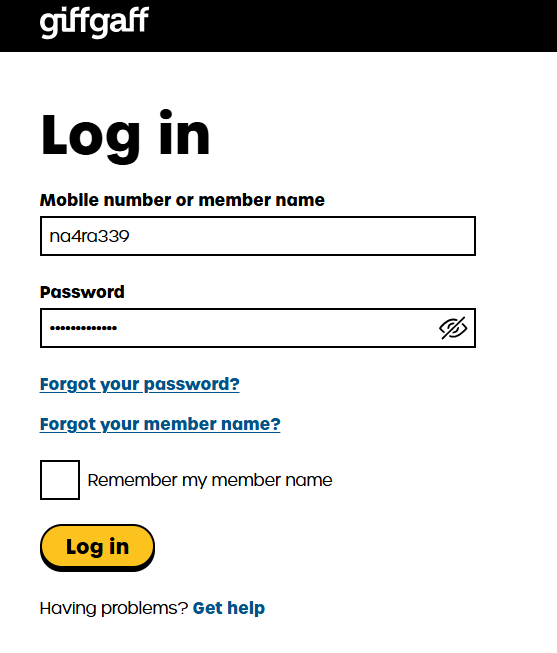 giffgaff
Log in
Mobile number or member name
na4ra339
Password
•••••••••••••
Forgot your password?
Forgot your member name?
Remember my member name
Log in
Having problems? Get help